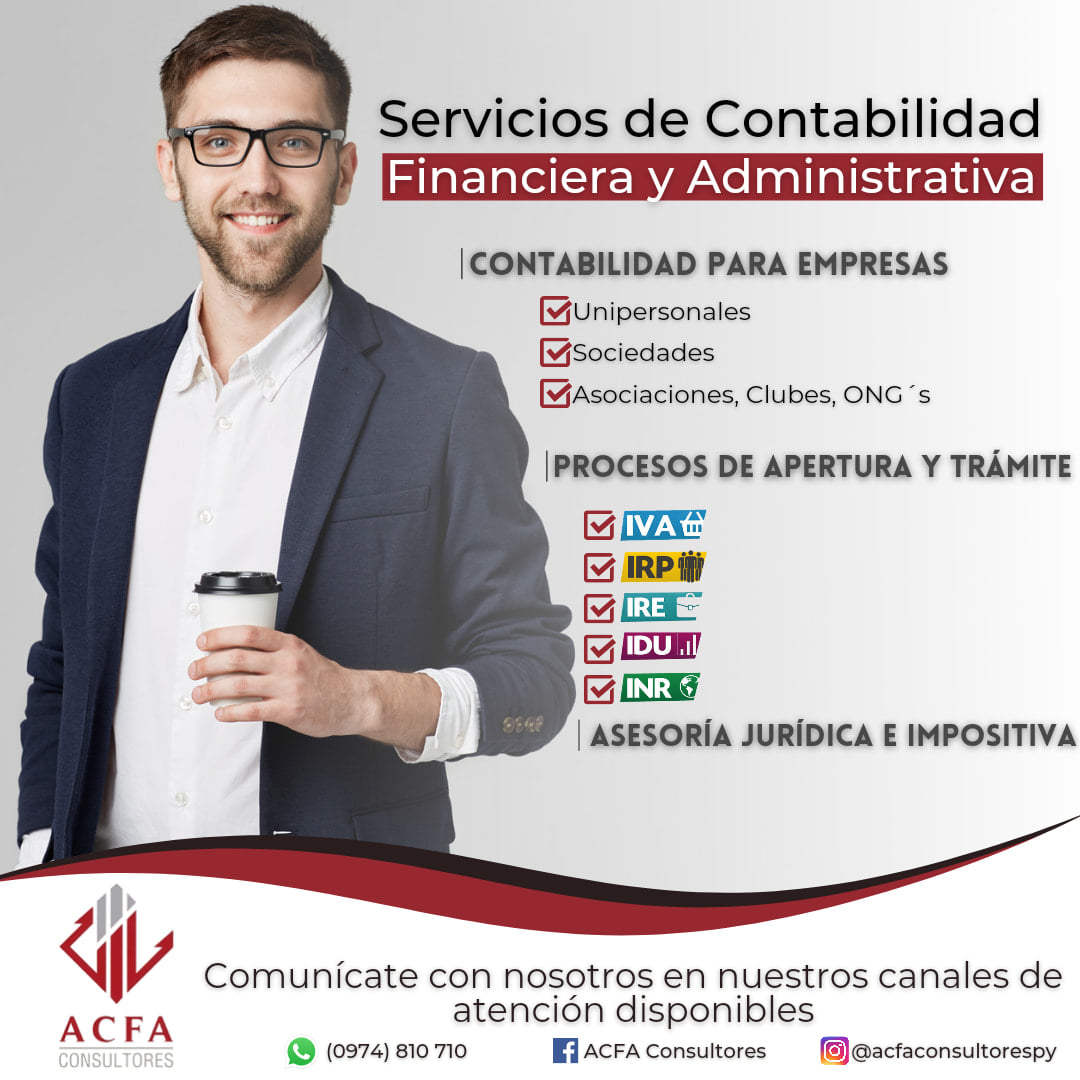 Servicios de Contabilidad
Financiera y Administrativa
CONTABILIDAD PARA EMPRESAS
Unipersonales
Sociedades
Asociaciones, Clubes, ONG´s
PROCESOS DE APERTURA Y TRÁMITE
IVA
IRP
IRE
IDU
INR
ASESORÍA JURÍDICA E IMPOSITIVA
ACFA
CONSULTORES
Comunícate con nosotros en nuestros canales de
atención disponibles
(0974) 810 710
ACFA Consultores
@acfaconsultorespy